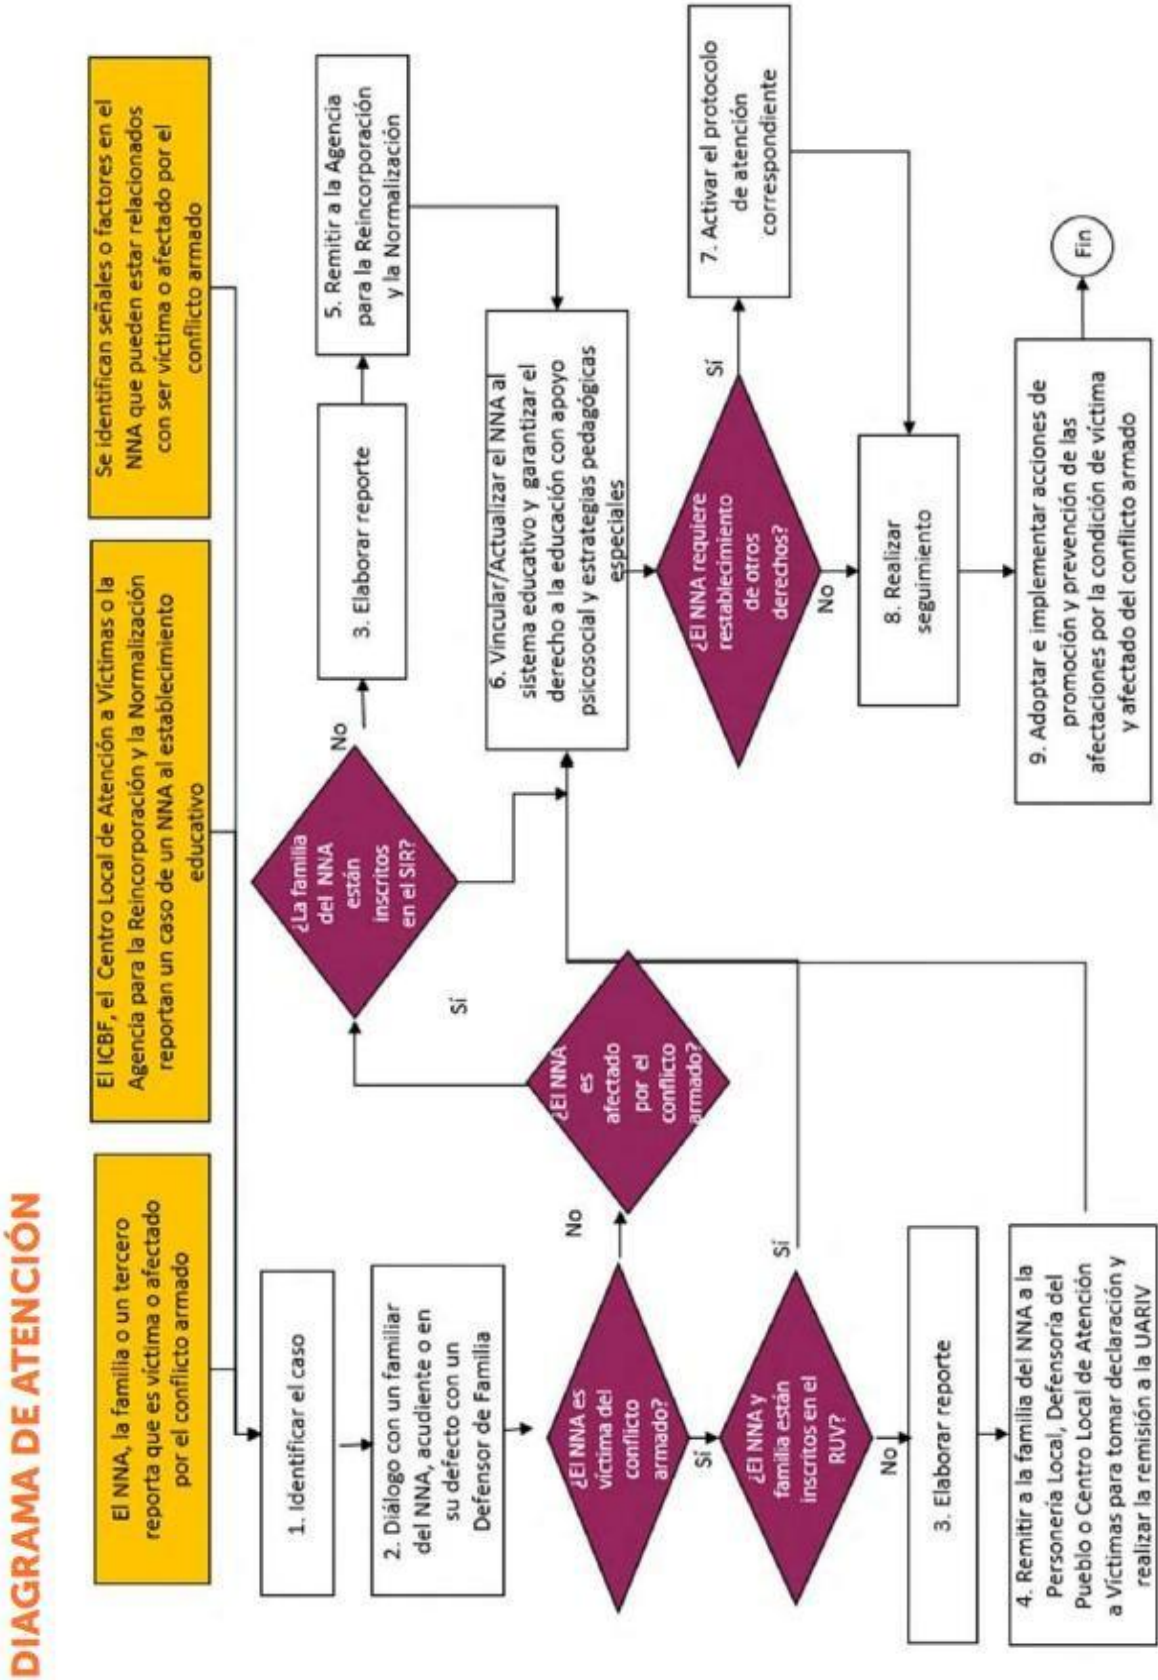 DIAGRAMA DE ATENCIÓN
El NNA, la familia o un tercero
reporta que es víctima o afectado
por el conflicto armado
El ICBF, el Centro Local de Atención a Víctimas o la
Agencia para la Reincorporación y la Normalización
reportan un caso de un NNA al establecimiento
educativo
Se identifican señales o factores en el
NNA que pueden estar relacionados
con ser víctima o afectado por el
conflicto armado
1. Identificar el caso
2. Diálogo con un familiar
del NNA, acudiente o en
su defecto con un
Defensor de Familia
¿El NNA es
víctima del
conflicto
armado?
No
Sí
¿El NNA es
afectado
por el
conflicto
armado?
Sí
¿La familia
del NNA
están
inscritos
en el SIR?
No
3. Elaborar reporte
5. Remitir a la Agencia
para la Reincorporación
y la Normalización
¿El NNA y
familia están
inscritos en el
RUV?
Sí
No
3. Elaborar reporte
4. Remitir a la familia del NNA a la
Personería Local, Defensoría del
Pueblo o Centro Local de Atención
a Víctimas para tomar declaración y
realizar la remisión a la UARIV
6. Vincular/Actualizar el NNA al
sistema educativo y garantizar el
derecho a la educación con apoyo
psicosocial y estrategias pedagógicas
especiales
¿El NNA requiere
restablecimiento
de otros
derechos?
Sí
No
7. Activar el protocolo
de atención
correspondiente
8. Realizar
seguimiento
9. Adoptar e implementar acciones de
promoción y prevención de las
afectaciones por la condición de víctima
y afectado del conflicto armado
Fin